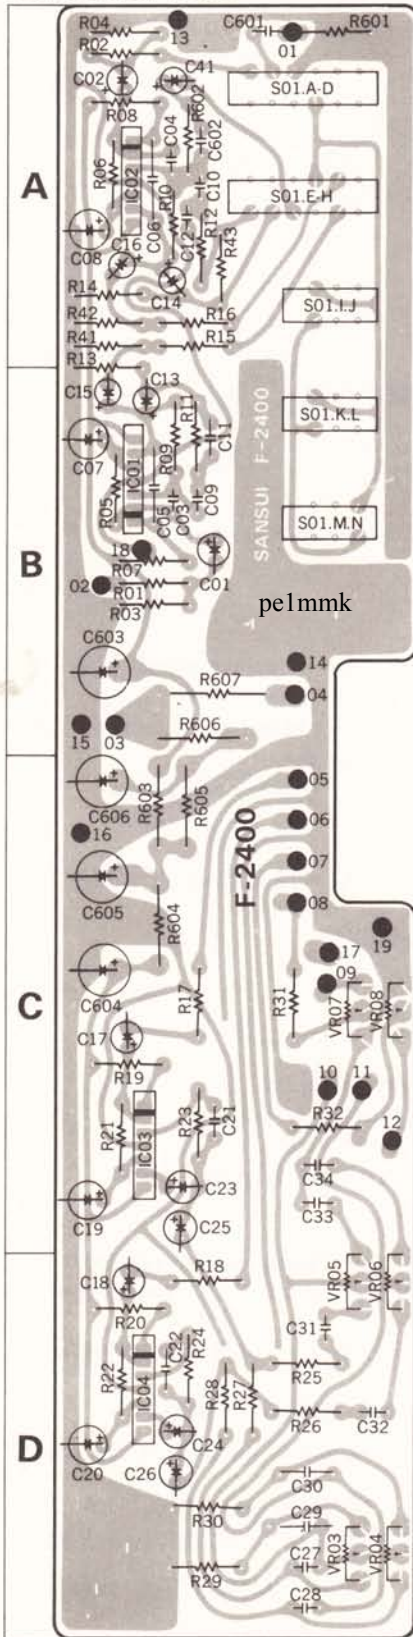 R04
13
C601
R601
R02
01
C02
C41
S01.A-D
R08
R602
C04
C602
A
R06
IC02
R10
C10
S01.E-H
C06
C12
R12
R43
C08
C16
C14
R14
S01.I.J
R42
R16
R41
R15
R13
C15
C13
R11
C11
S01.K.L
C07
R09
IC01
R05
C05
C03
C09
SANSUI F-2400
S01.M.N
18
C01
B
R07
02
R01
R03
pe1mmk
C603
14
R607
04
15
03
R606
05
C606
R603
R605
06
16
F-2400
07
C605
08
R604
19
17
C
C604
R17
R31
09
VR07
VR08
C17
R19
10
11
R21
IC03
R23
C21
R32
12
C34
C23
C33
C19
C25
C18
R18
VR05
VR06
R20
C31
R22
IC04
C22
R24
R25
R28
R27
D
R26
C32
C24
C20
C26
C30
R30
C29
VR03
VR04
C27
R29
C28